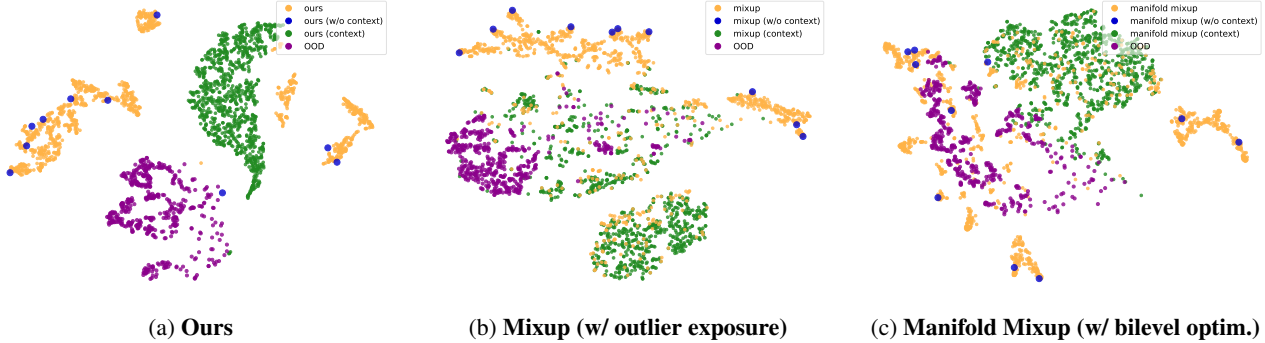 ours
ours (w/o context)
ours (context)
OOD
mixup
mixup (w/o context)
mixup (context)
OOD
manifold mixup
manifold mixup (w/o context)
manifold mixup (context)
OOD
(a) Ours
(b) Mixup (w/ outlier exposure)
(c) Manifold Mixup (w/ bilevel optim.)